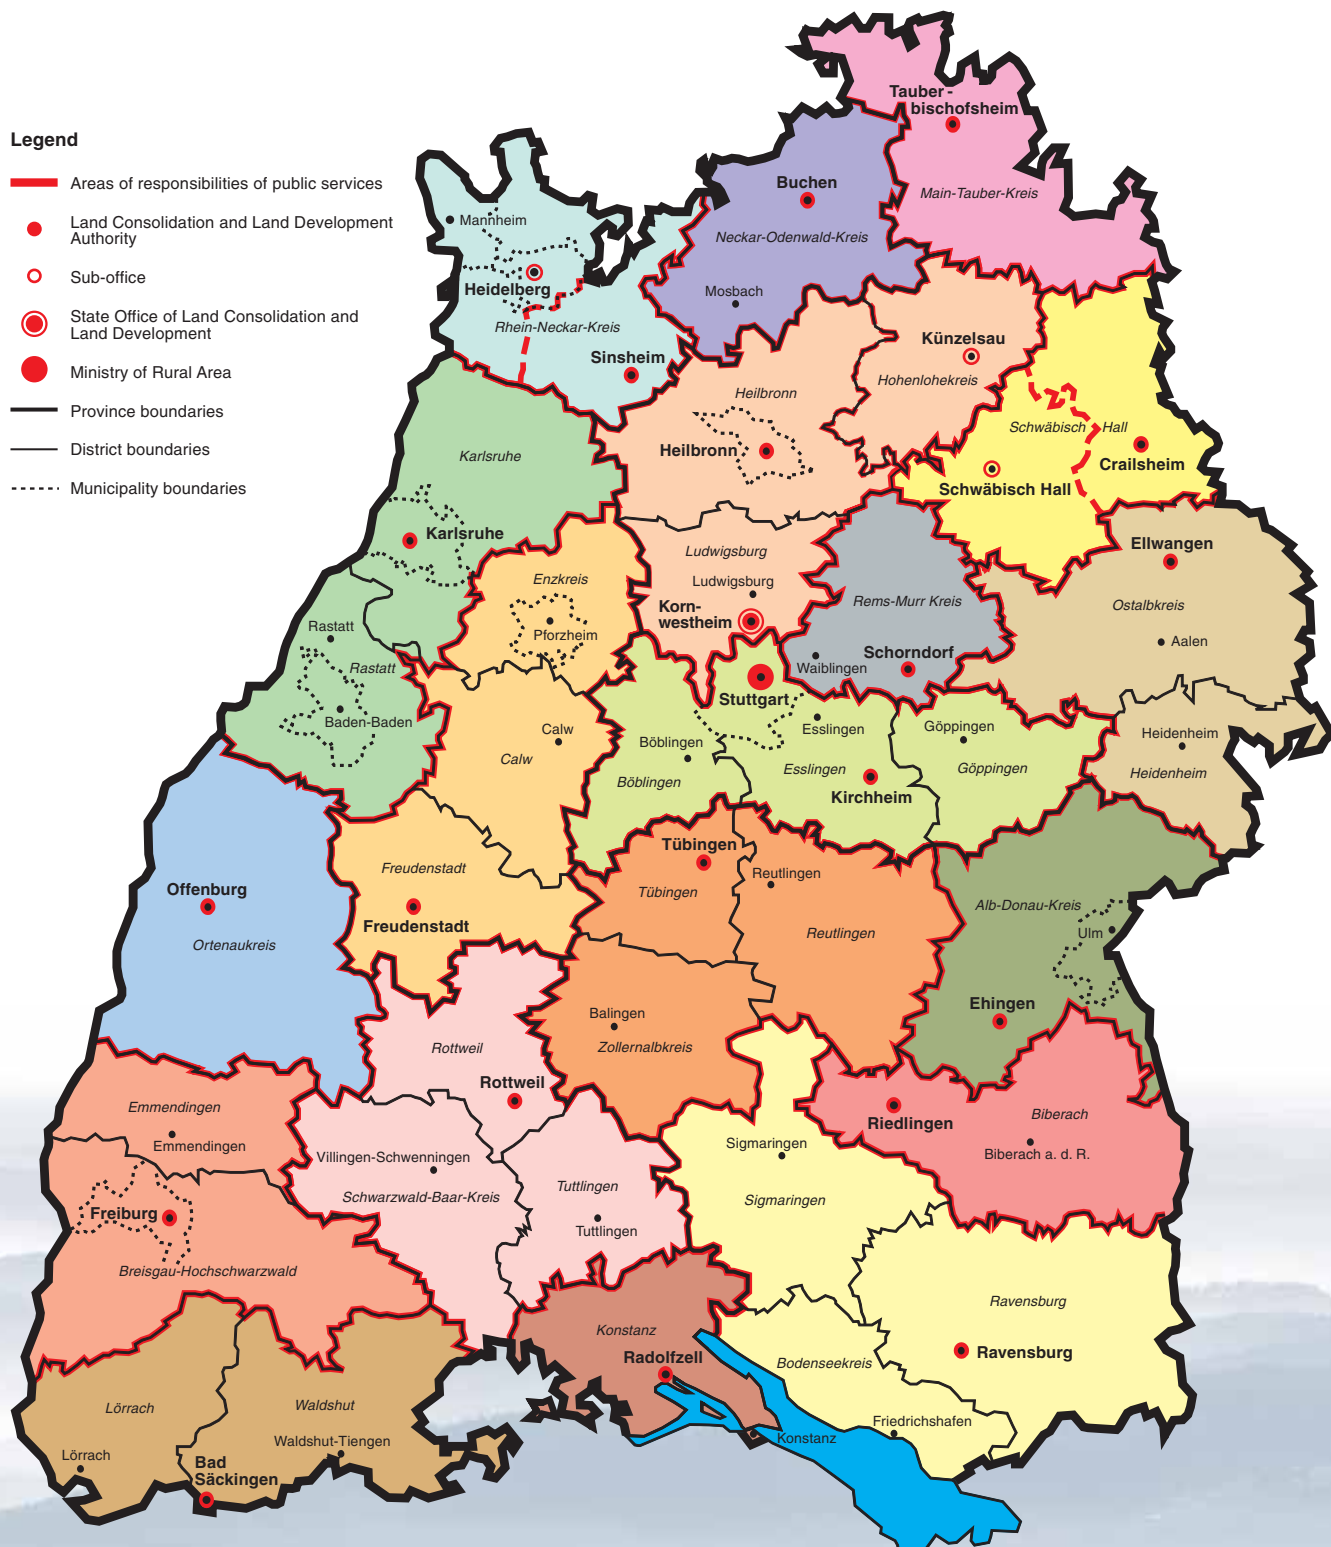 Legend
Areas of responsibilities of public services
Land Consolidation and Land Development
Authority
Sub-office
State Office of Land Consolidation and
Land Development
Ministry of Rural Area
Province boundaries
District boundaries
Municipality boundaries
Tauber-
bischofsheim
Main-Tauber-Kreis
Buchen
Neckar-Odenwald-Kreis
Mosbach
Mannheim
Heidelberg
Rhein-Neckar-Kreis
Sinsheim
Künzelsau
Hohenlohekreis
Heilbronn
Heilbronn
Schwäbisch Hall
Crailsheim
Schwäbisch Hall
Karlsruhe
Karlsruhe
Ludwigsburg
Ludwigsburg
Korn-
westheim
Enzkreis
Pforzheim
Rems-Murr Kreis
Schorndorf
Waiblingen
Ellwangen
Ostalbkreis
Aalen
Rastatt
Rastatt
Baden-Baden
Calw
Calw
Stuttgart
Böblingen
Böblingen
Esslingen
Esslingen
Kirchheim
Göppingen
Göppingen
Heidenheim
Heidenheim
Offenburg
Ortenaukreis
Freudenstadt
Freudenstadt
Tübingen
Tübingen
Reutlingen
Reutlingen
Alb-Donau-Kreis
Ulm
Ehingen
Balingen
Zollernalbkreis
Rottweil
Rottweil
Emmendingen
Emmendingen
Villingen-Schwenningen
Schwarzwald-Baar-Kreis
Tuttlingen
Tuttlingen
Sigmaringen
Sigmaringen
Riedlingen
Biberach
Biberach a. d. R.
Freiburg
Breisgau-Hochschwarzwald
Konstanz
Radolfzell
Konstanz
Bodenseekreis
Friedrichshafen
Ravensburg
Ravensburg
Lörrach
Lörrach
Waldshut
Waldshut-Tiengen
Bad
Säckingen